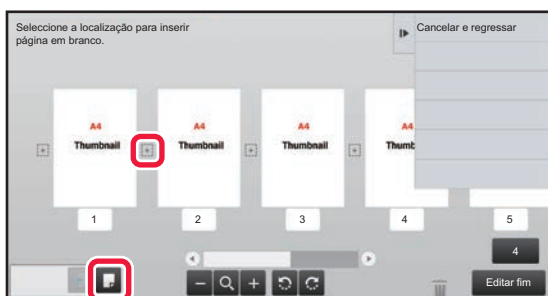 Seleccione a localização para inserir
página em branco.
Cancelar e regressar
A4
Thumbnail
A4
Thumbnail
A4
Thumbnail
A4
Thumb
1
2
3
4
5
4
Editar fim